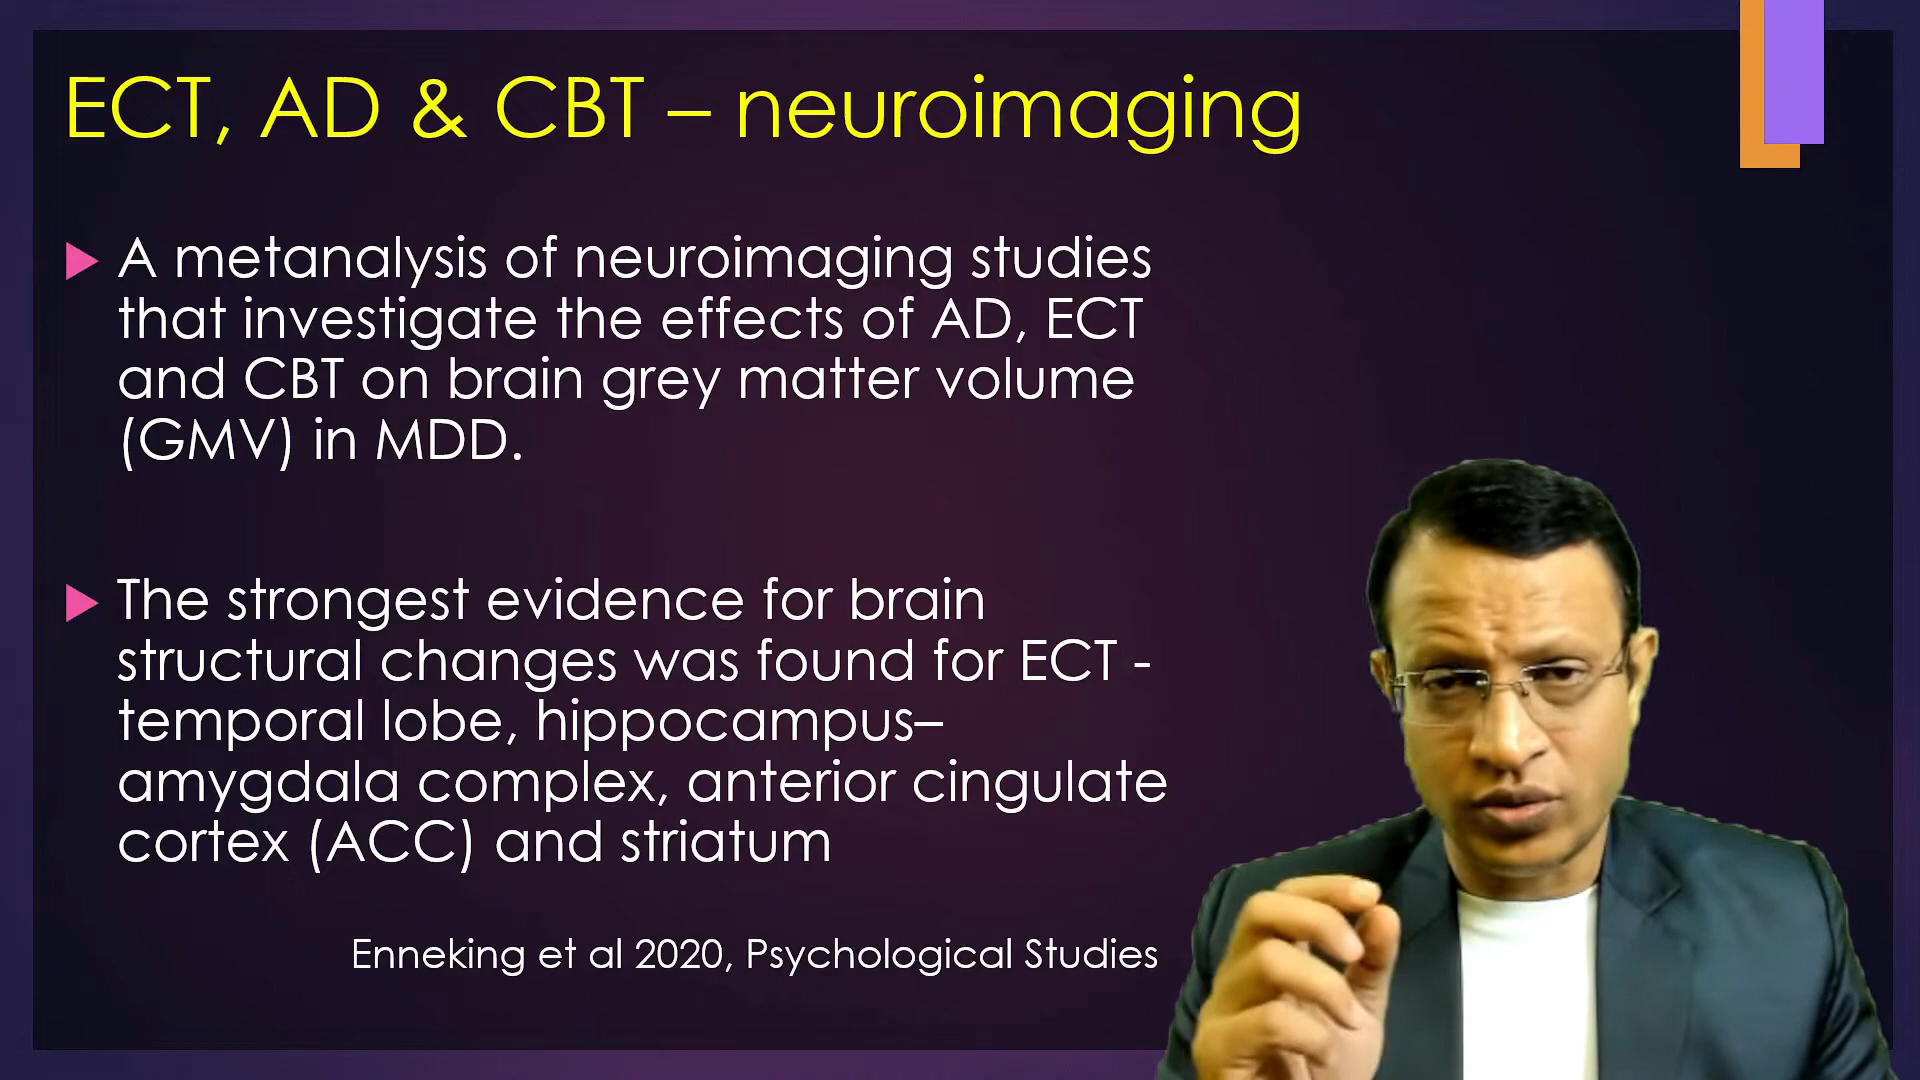 ECT, AD & CBT – neuroimaging
A metanalysis of neuroimaging studies
that investigate the effects of AD, ECT
and CBT on brain grey matter volume
(GMV) in MDD.
The strongest evidence for brain
structural changes was found for ECT -
temporal lobe, hippocampus–
amygdala complex, anterior cingulate
cortex (ACC) and striatum
Enneking et al 2020, Psychological Studies